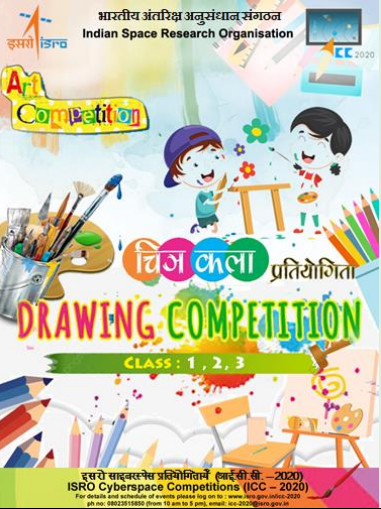 भारतीय अंतरिक्ष अनुसंधान संगठन
Indian Space Research Organisation
इसरो isro
ICC 2020
Art
Competition
चित्र कला प्रतियोगिता
DRAWING COMPETITION
CLASS : 1 , 2, 3
इसरो साइबरस्पेस प्रतियोगितायें (आई.सी.सी. – 2020)
ISRO Cyberspace Competitions (ICC – 2020)
For details and schedule of events please log on to : www.isro.gov.in/icc-2020
ph no: 08023515850 (from 10 am to 5 pm), email: icc-2020@isro.gov.in